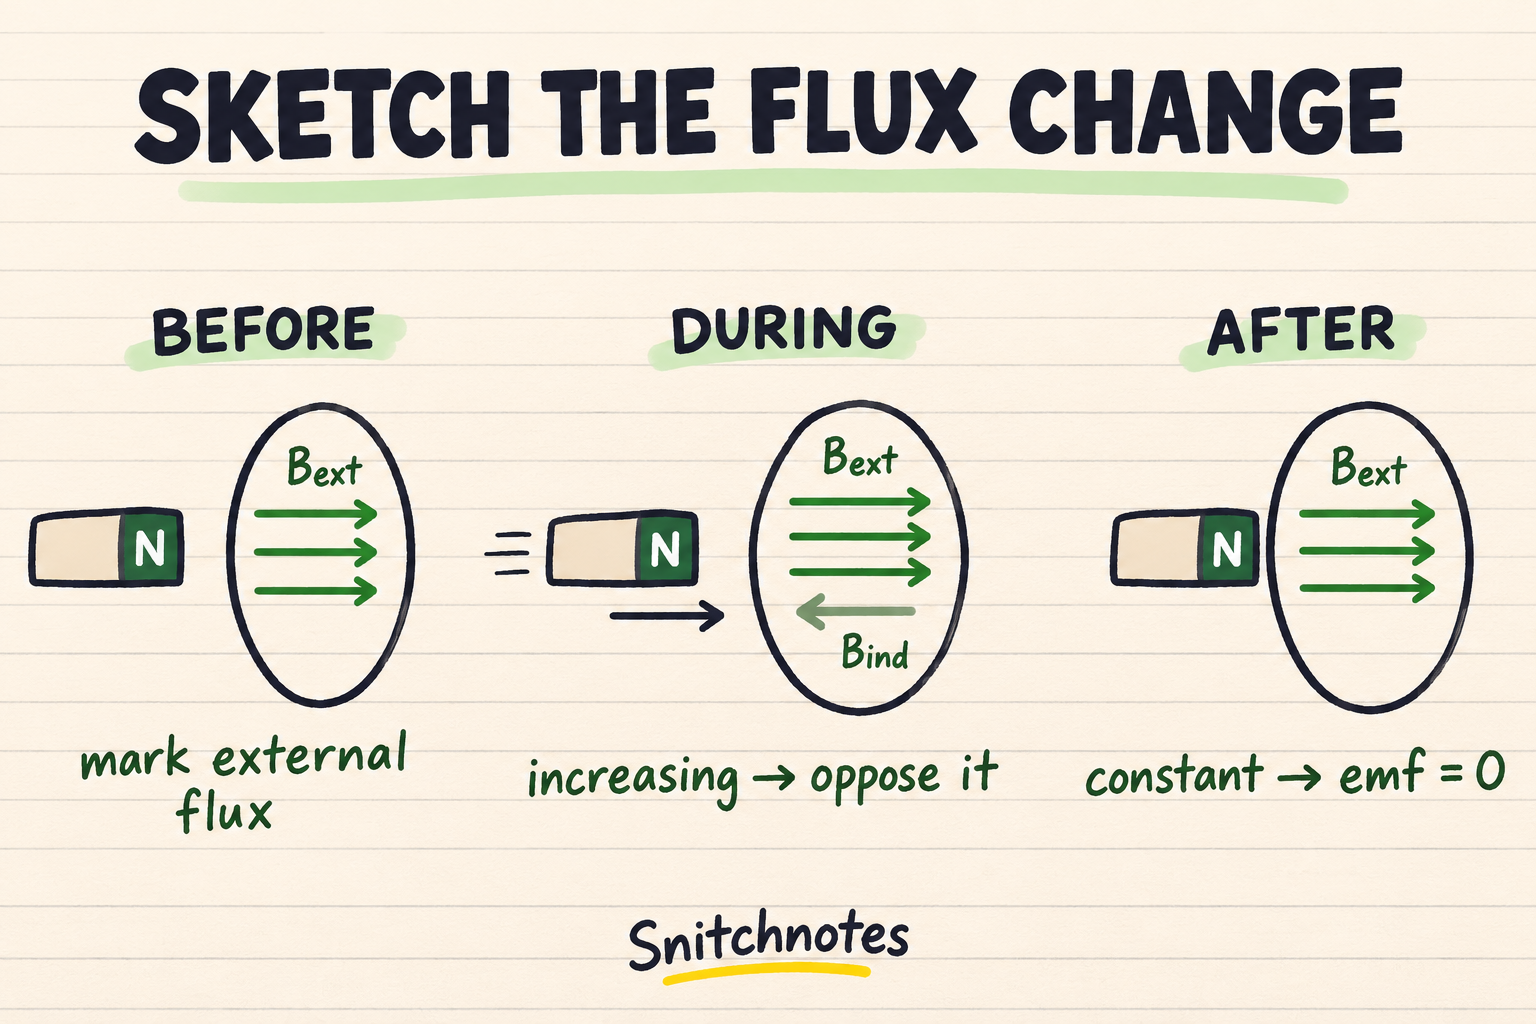 SKETCH THE FLUX CHANGE
BEFORE
Bext
N
mark external
flux
DURING
Bext
N
Bind
increasing → oppose it
AFTER
Bext
N
constant → emf = 0
Snitchnotes